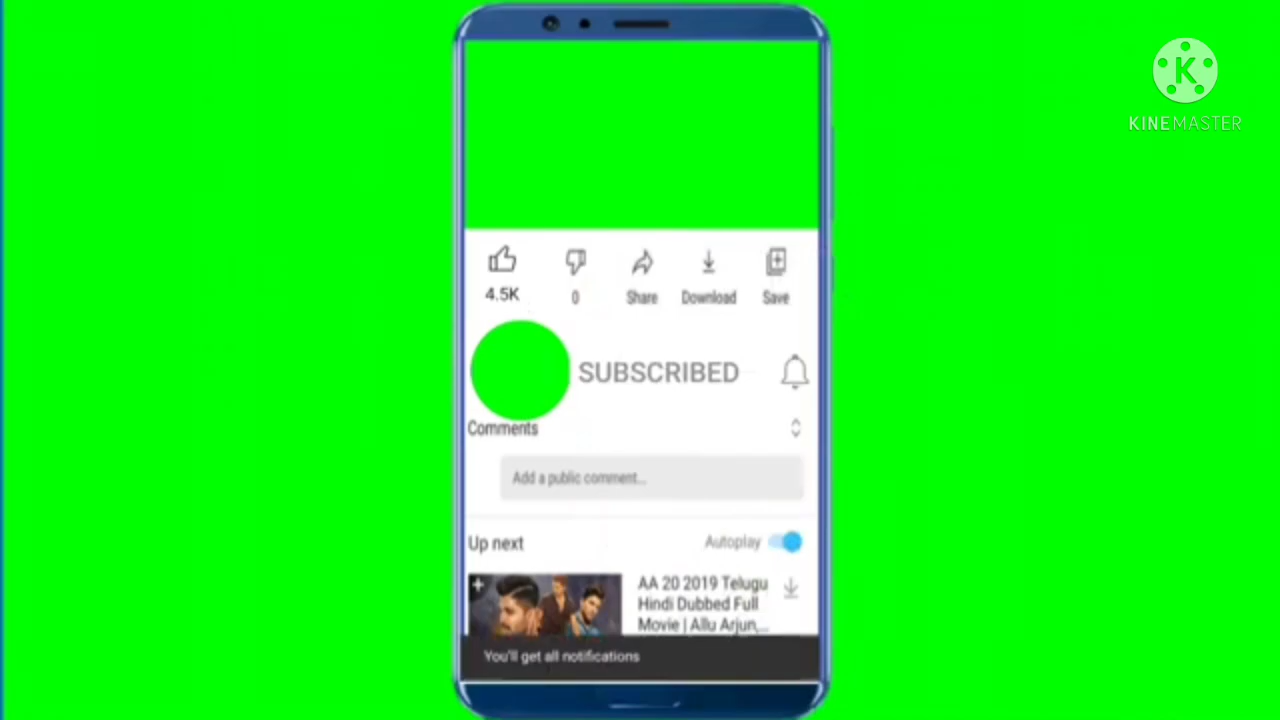 K
KINEMASTER
4.5K
0
Share
Download
Save
SUBSCRIBED
Comments
Add a public comment...
Up next
Autoplay
AA 20 2019 Telugu
Hindi Dubbed Full
Movie | Allu Arjun,...
You'll get all notifications